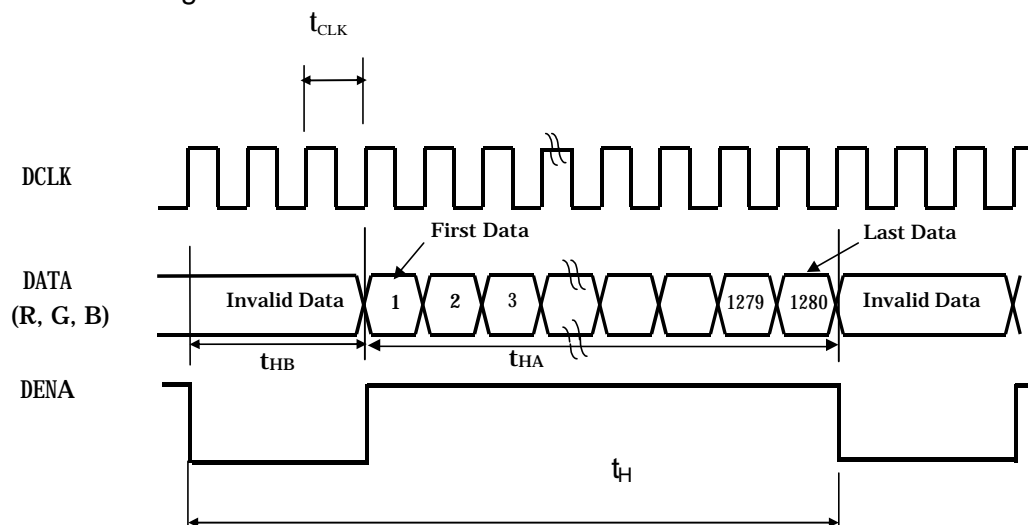 tCLK
DCLK
First Data
Last Data
DATA
(R, G, B)
Invalid Data
1
2
3
1279
1280
Invalid Data
tHB
tHA
DENA
tH